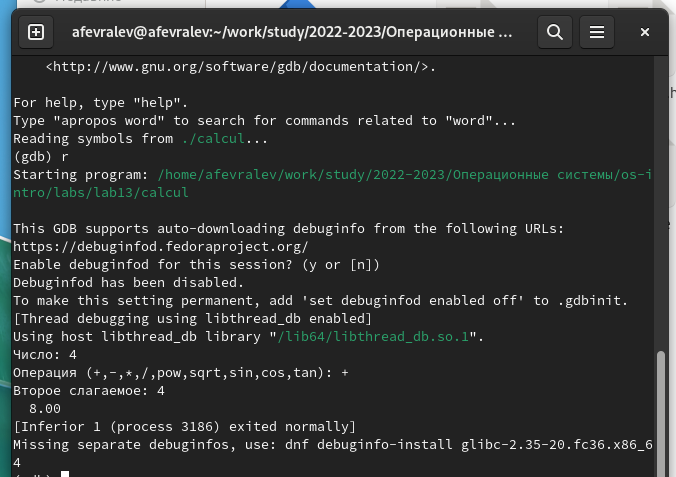 afevralev@afevralev:~/work/study/2022-2023/Операционные ...
<http://www.gnu.org/software/gdb/documentation/>.
For help, type "help".
Type "apropos word" to search for commands related to "word"...
Reading symbols from ./calcul...
(gdb) r
Starting program: /home/afevralev/work/study/2022-2023/Операционные системы/os-i
ntro/labs/lab13/calcul
This GDB supports auto-downloading debuginfo from the following URLs:
https://debuginfod.fedoraproject.org/
Enable debuginfod for this session? (y or [n])
Debuginfod has been disabled.
To make this setting permanent, add 'set debuginfod enabled off' to .gdbinit.
[Thread debugging using libthread_db enabled]
Using host libthread_db library "/lib64/libthread_db.so.1".
Число: 4
Операция (+,-,*,/,pow,sqrt,sin,cos,tan): +
Второе слагаемое: 4
8.00
[Inferior 1 (process 3186) exited normally]
Missing separate debuginfos, use: dnf debuginfo-install glibc-2.35-20.fc36.x86_6
4